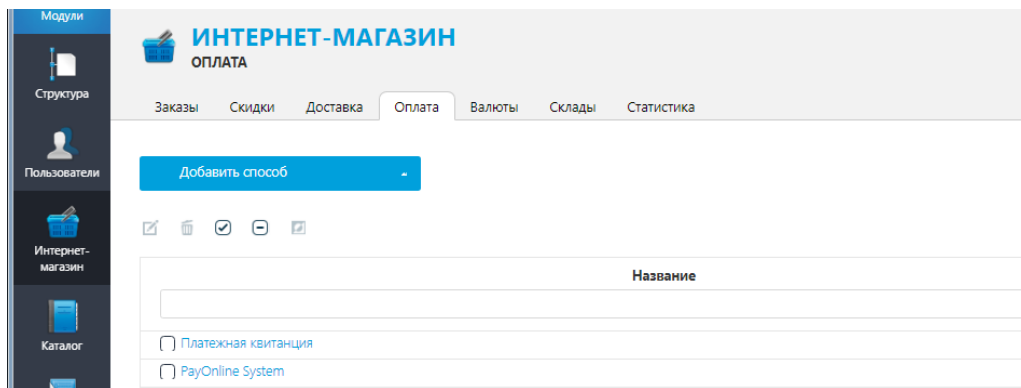 Модули
Структура
Пользователи
Интернет-
магазин
Каталог
ИНТЕРНЕТ-МАГАЗИН
ОПЛАТА
Заказы Скидки Доставка Оплата Валюты Склады Статистика
Добавить способ
Название
Платежная квитанция
PayOnline System